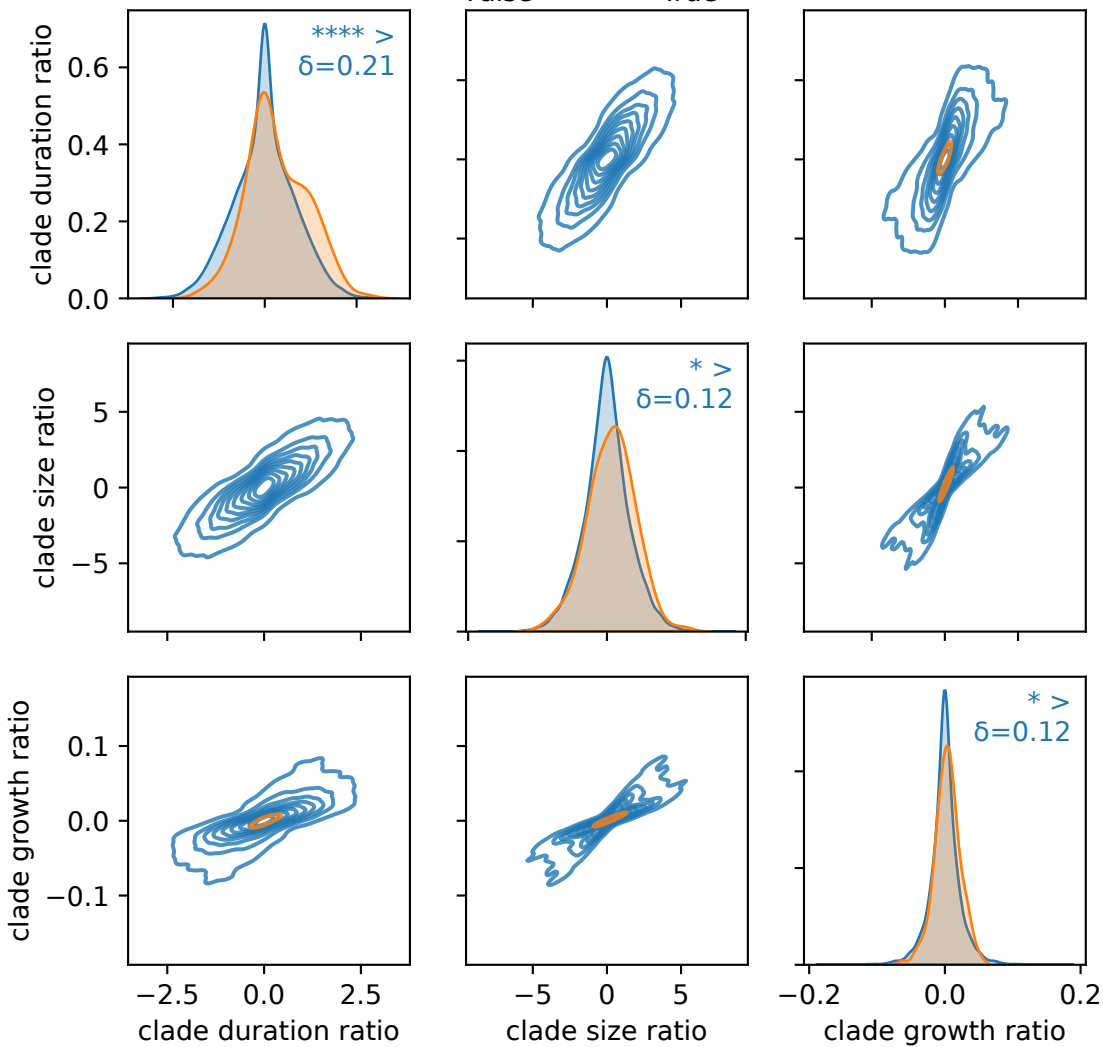 **** >
δ=0.21
0.6
0.4
0.2
0.0
clade duration ratio
* >
δ=0.12
5
0
−5
clade size ratio
* >
δ=0.12
0.1
0.0
−0.1
clade growth ratio
−2.5 0.0 2.5
−5 0 5
−0.2 0.0 0.2
clade duration ratio
clade size ratio
clade growth ratio